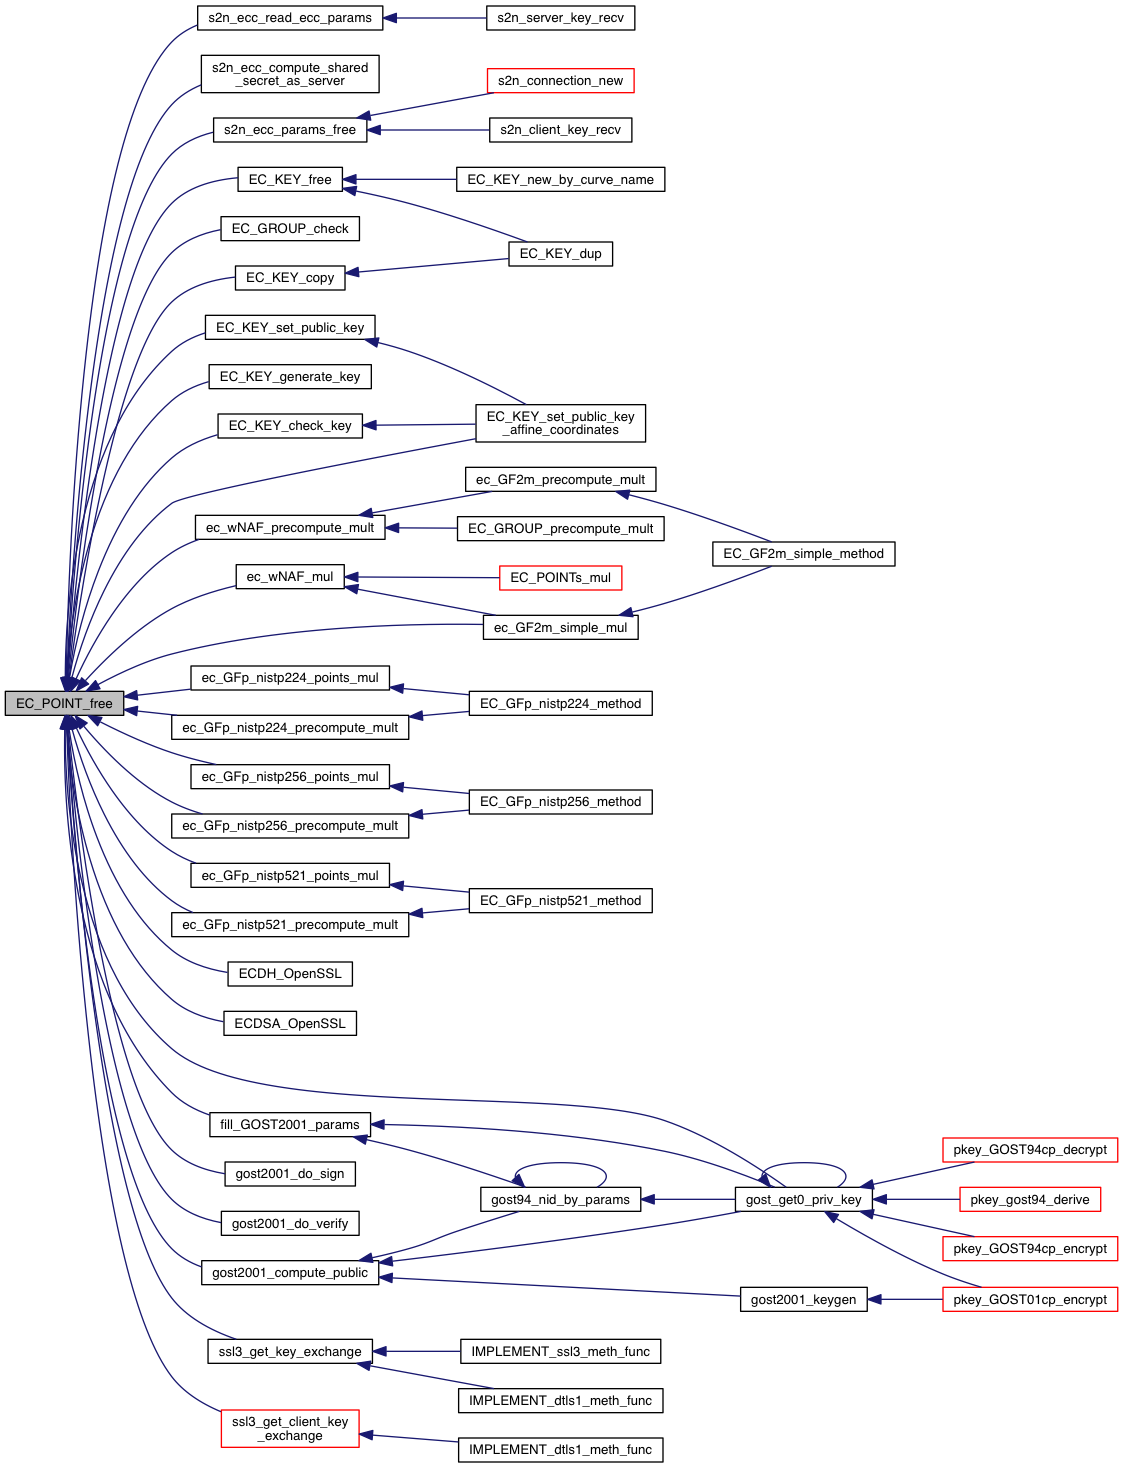 s2n_ecc_read_ecc_params
s2n_server_key_recv
s2n_ecc_compute_shared
_secret_as_server
s2n_connection_new
s2n_ecc_params_free
s2n_client_key_recv
EC_KEY_free
EC_KEY_new_by_curve_name
EC_GROUP_check
EC_KEY_dup
EC_KEY_copy
EC_KEY_set_public_key
EC_KEY_generate_key
EC_KEY_set_public_key
_affine_coordinates
EC_KEY_check_key
ec_GF2m_precompute_mult
ec_wNAF_precompute_mult
EC_GROUP_precompute_mult
EC_GF2m_simple_method
ec_wNAF_mul
EC_POINTs_mul
ec_GF2m_simple_mul
ec_GFp_nistp224_points_mul
EC_POINT_free
EC_GFp_nistp224_method
ec_GFp_nistp224_precompute_mult
ec_GFp_nistp256_points_mul
EC_GFp_nistp256_method
ec_GFp_nistp256_precompute_mult
ec_GFp_nistp521_points_mul
EC_GFp_nistp521_method
ec_GFp_nistp521_precompute_mult
ECDH_OpenSSL
ECDSA_OpenSSL
fill_GOST2001_params
pkey_GOST94cp_decrypt
gost2001_do_sign
gost94_nid_by_params
gost_get0_priv_key
pkey_gost94_derive
gost2001_do_verify
pkey_GOST94cp_encrypt
gost2001_compute_public
gost2001_keygen
pkey_GOST01cp_encrypt
ssl3_get_key_exchange
IMPLEMENT_ssl3_meth_func
IMPLEMENT_dtls1_meth_func
ssl3_get_client_key
_exchange
IMPLEMENT_dtls1_meth_func